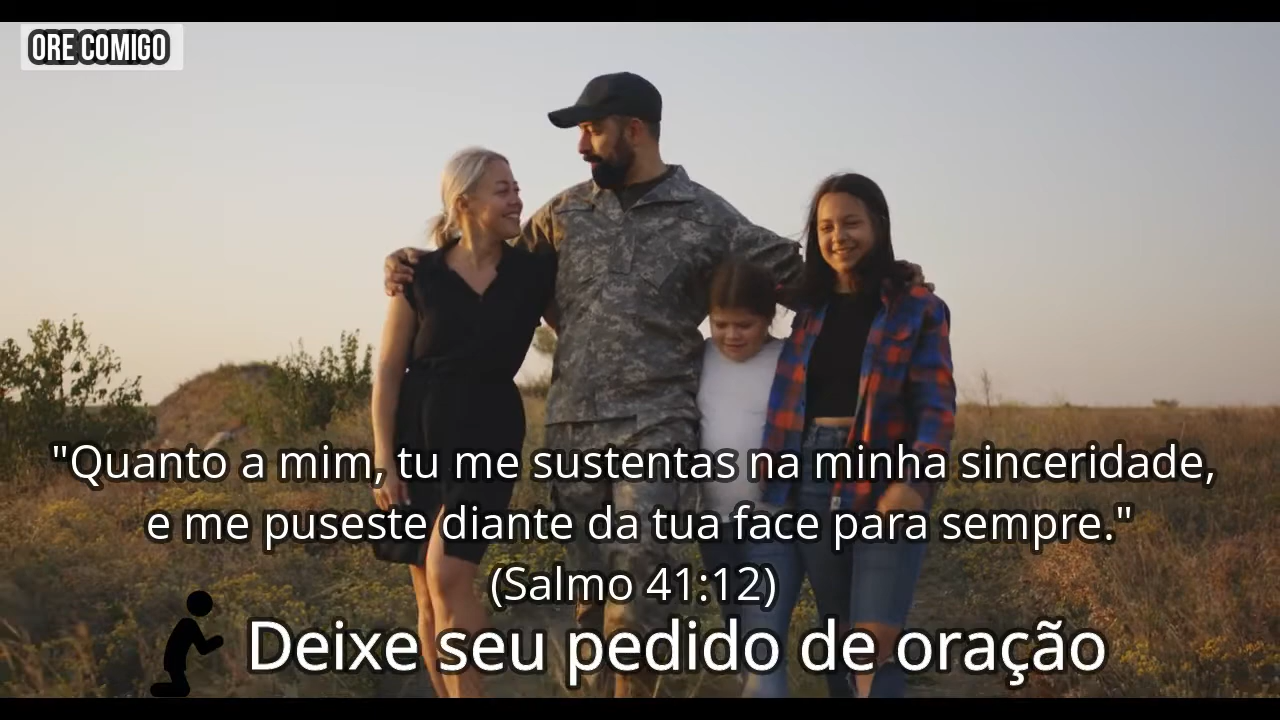 ORE COMIGO
"Quanto a mim, tu me sustentas na minha sinceridade,
e me puseste diante da tua face para sempre."
(Salmo 41:12)
Deixe seu pedido de oração